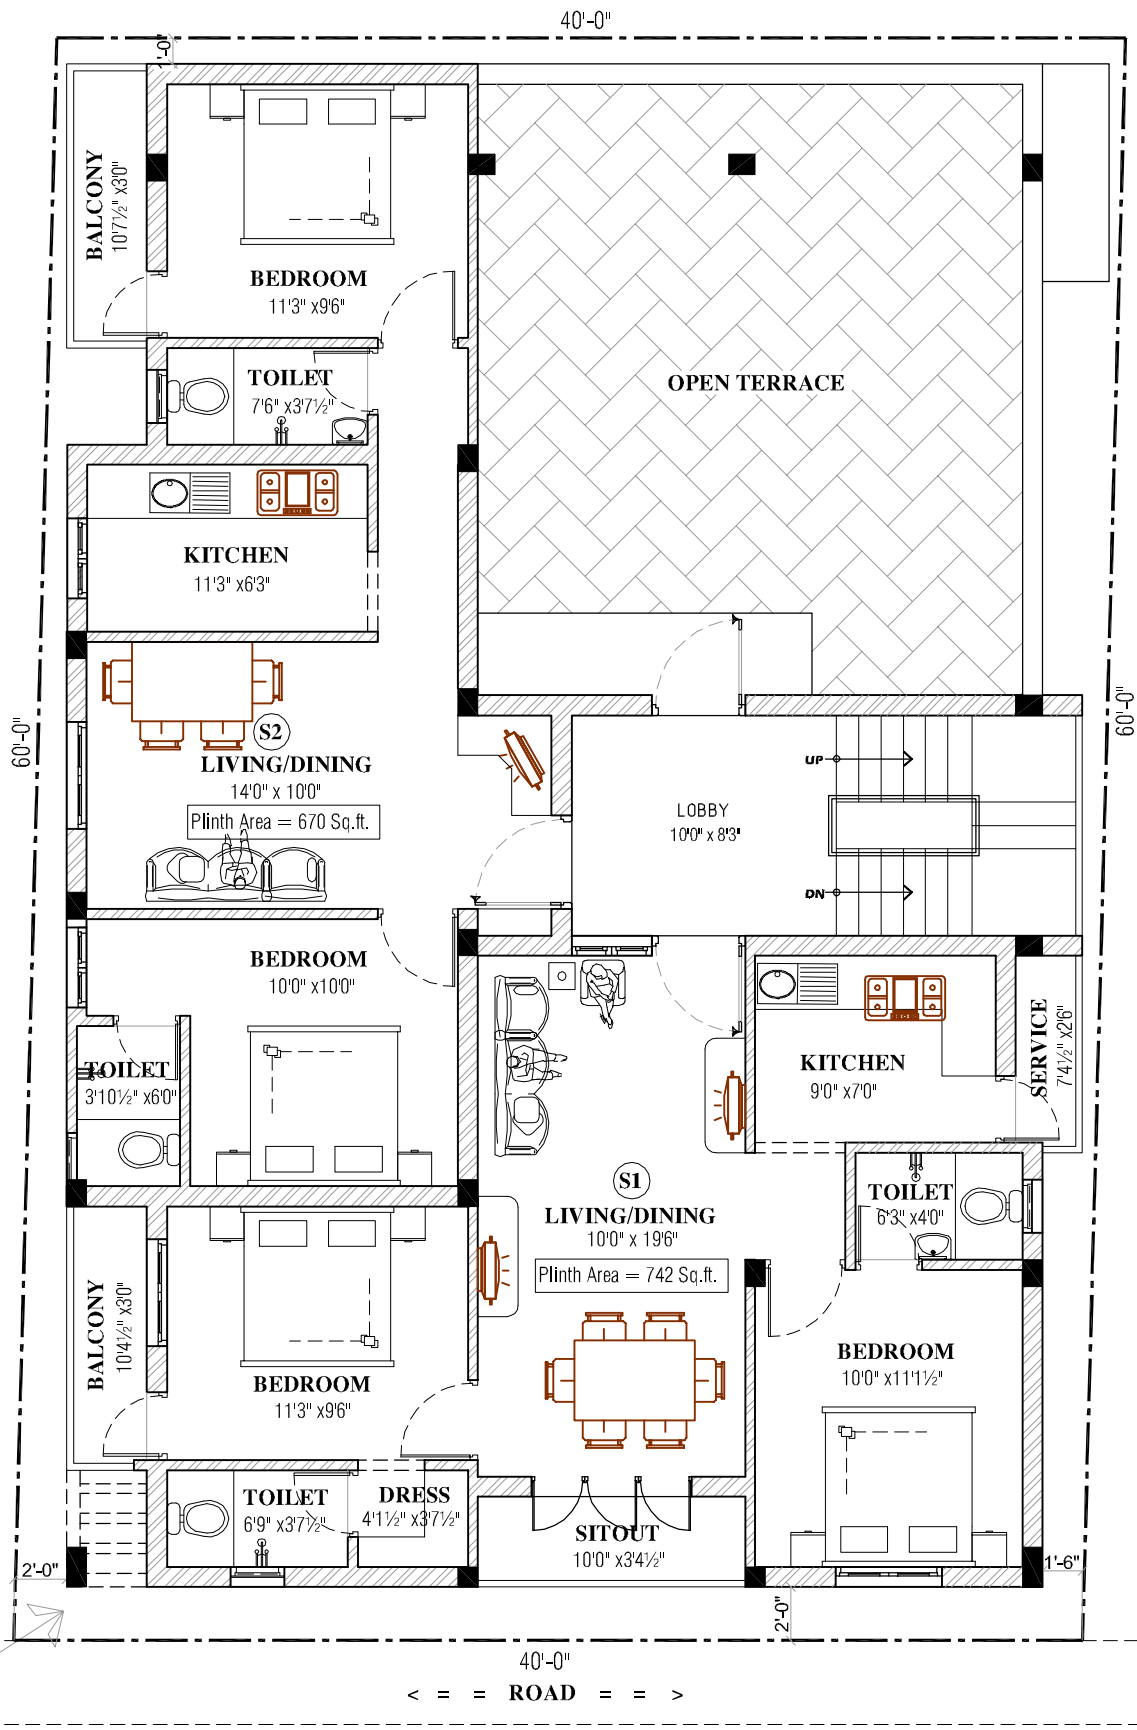 40'-0"
1'-0"
BALCONY
10'7½" x3'0"
BEDROOM
11'3" x9'6"
TOILET
7'6" x3'7½"
OPEN TERRACE
KITCHEN
11'3" x6'3"
60'-0"
60'-0"
S2
LIVING/DINING
14'0" x 10'0"
Plinth Area = 670 Sq.ft.
UP
LOBBY
10'0" x 8'3"
DN
BEDROOM
10'0" x10'0"
TOILET
3'10½" x6'0"
KITCHEN
9'0" x7'0"
SERVICE
7'4½" x2'6"
S1
LIVING/DINING
10'0" x 19'6"
Plinth Area = 742 Sq.ft.
TOILET
6'3" x4'0"
BALCONY
10'4½" x3'0"
BEDROOM
11'3" x9'6"
BEDROOM
10'0" x11'1½"
TOILET
6'9" x3'7½"
DRESS
4'1½" x3'7½"
SITOUT
10'0" x3'4½"
2'-0"
1'-6"
2'-0"
40'-0"
< = = ROAD = = >